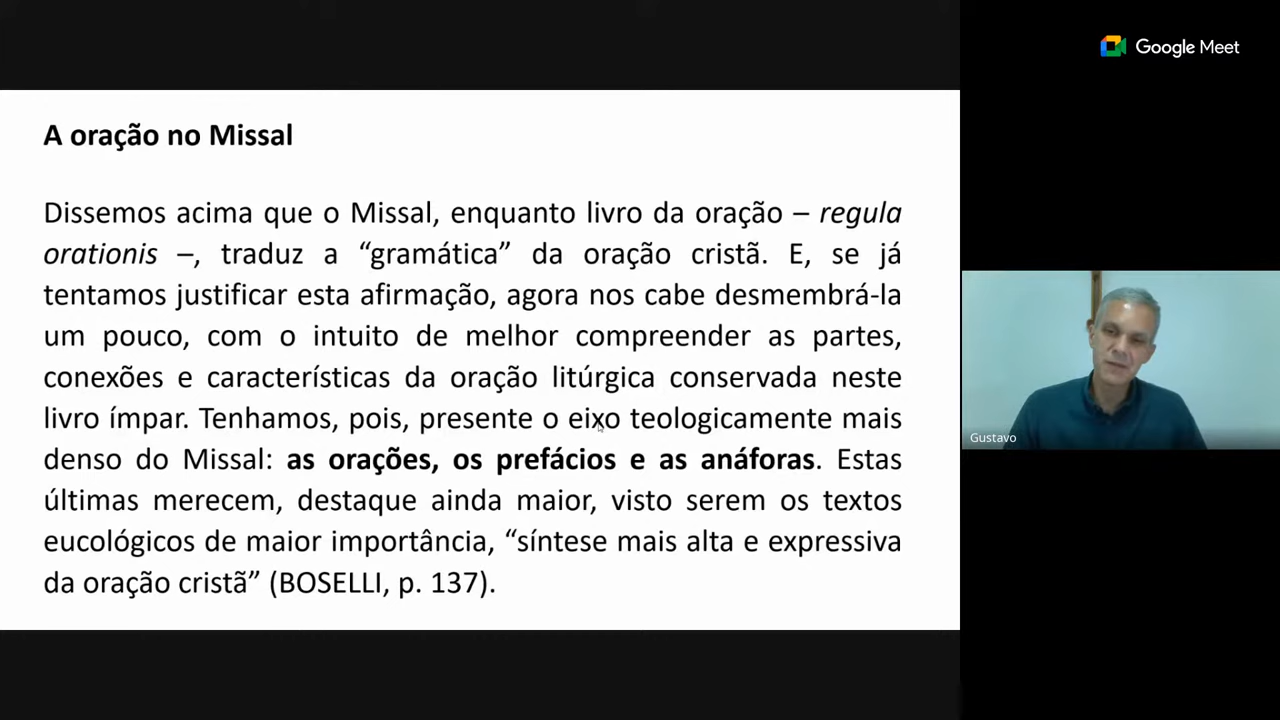 Google Meet
A oração no Missal
Dissemos acima que o Missal, enquanto livro da oração – regula
orationis –, traduz a “gramática” da oração cristã. E, se já
tentamos justificar esta afirmação, agora nos cabe desmembrá-la
um pouco, com o intuito de melhor compreender as partes,
conexões e características da oração litúrgica conservada neste
livro ímpar. Tenhamos, pois, presente o eixo teologicamente mais
denso do Missal: as orações, os prefácios e as anáforas. Estas
últimas merecem, destaque ainda maior, visto serem os textos
eucológicos de maior importância, “síntese mais alta e expressiva
da oração cristã” (BOSELLI, p. 137).
Gustavo